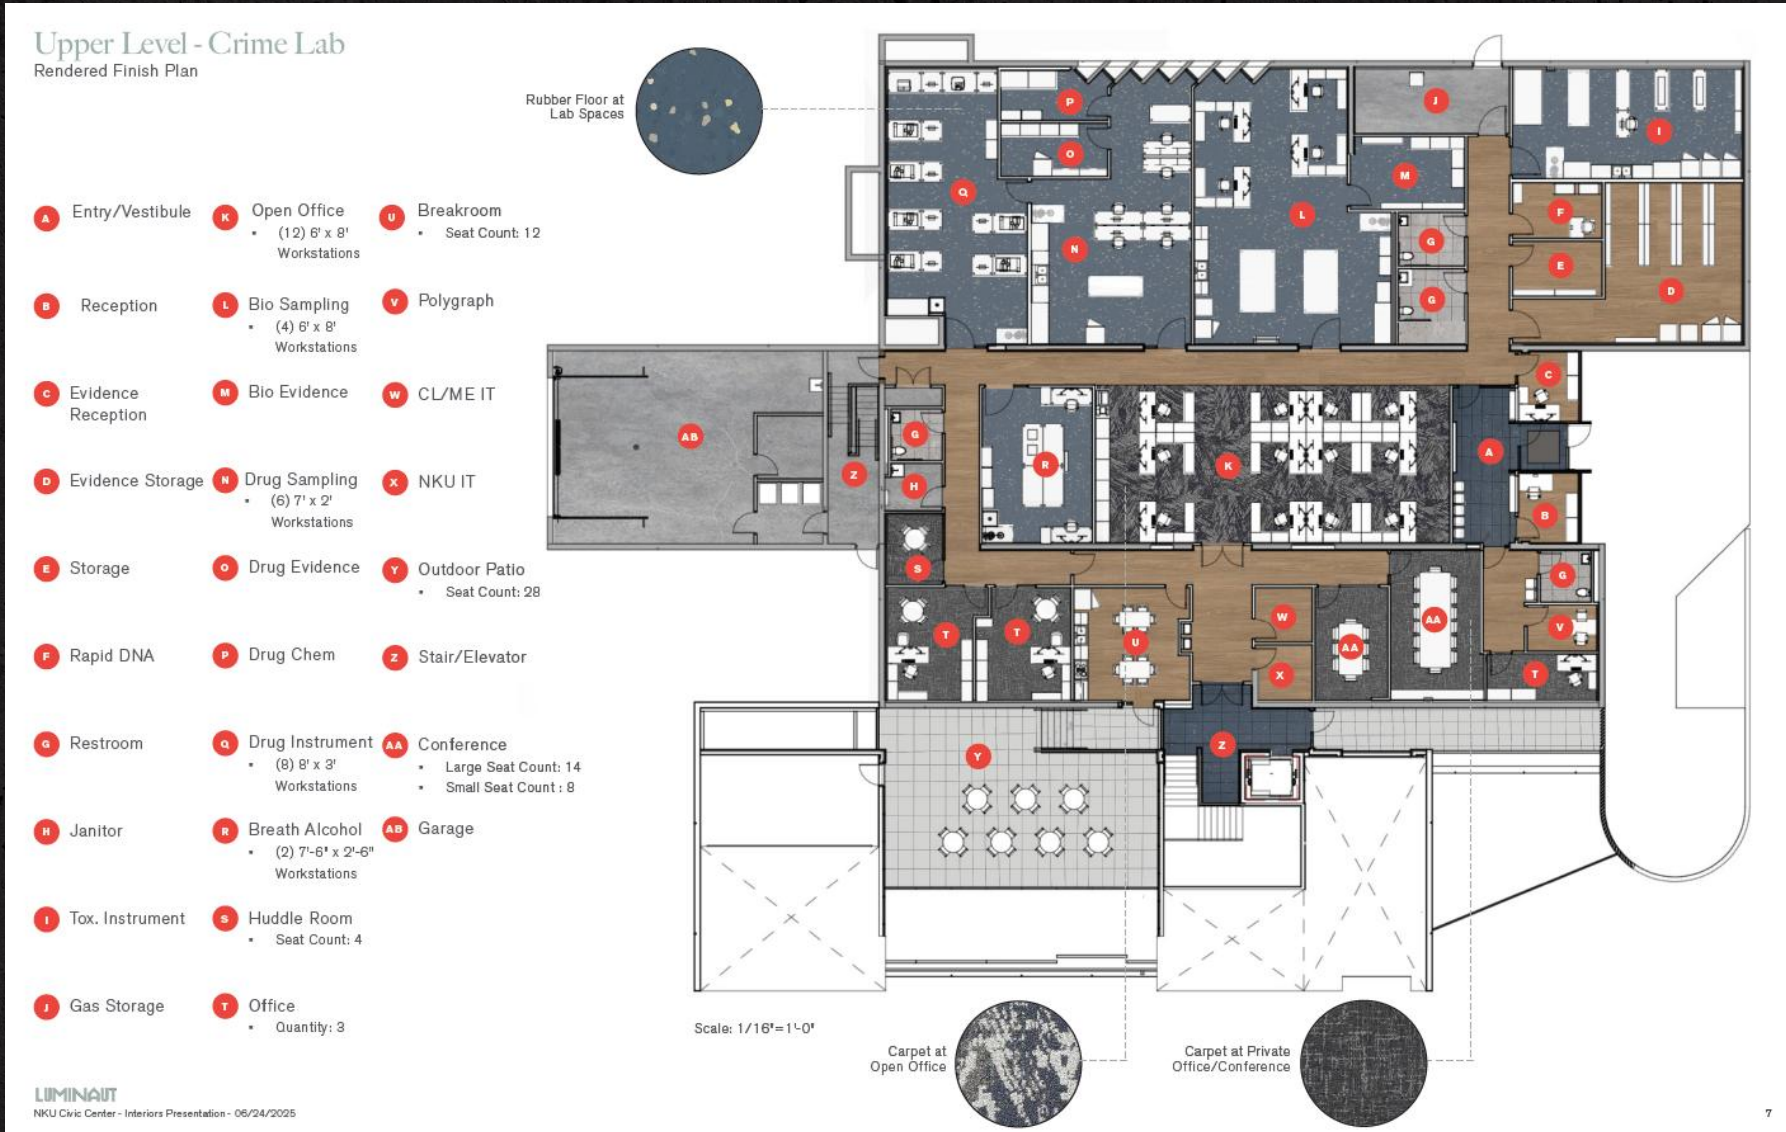 Upper Level - Crime Lab
Rendered Finish Plan
Rubber Floor at
Lab Spaces
A Entry/Vestibule
B Reception
C Evidence
Reception
D Evidence Storage
E Storage
F Rapid DNA
G Restroom
H Janitor
I Tox. Instrument
J Gas Storage
K Open Office
• (12) 6' x 8'
Workstations
L Bio Sampling
• (4) 6' x 8'
Workstations
M Bio Evidence
N Drug Sampling
• (6) 7' x 2'
Workstations
O Drug Evidence
P Drug Chem
Q Drug Instrument
• (8) 8' x 3'
Workstations
R Breath Alcohol
• (2) 7'-6" x 2'-6"
Workstations
S Huddle Room
• Seat Count: 4
T Office
• Quantity: 3
U Breakroom
• Seat Count: 12
V Polygraph
W CL/ME IT
X NKU IT
Y Outdoor Patio
• Seat Count: 28
Z Stair/Elevator
AA Conference
• Large Seat Count: 14
• Small Seat Count : 8
AB Garage
P
J
I
O
M
Q
L
F
N
G
E
G
D
C
G
AB
A
K
R
Z
H
B
S
G
W
AA
T
T
U
AA
V
X
T
Z
Y
Scale: 1/16"=1'-0"
Carpet at
Open Office
Carpet at Private
Office/Conference
LUMINAUT
NKU Civic Center - Interiors Presentation - 06/24/2025
7